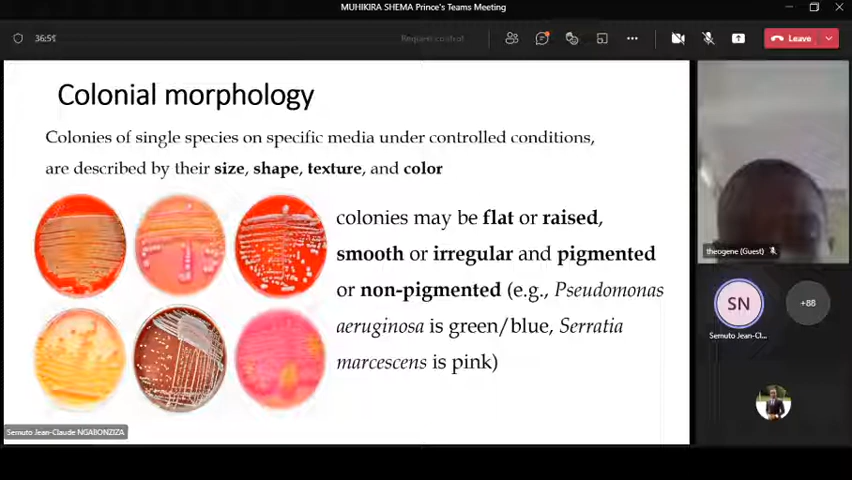 MUHIKIRA SHEMA Prince's Teams Meeting
36:51
Request control
Leave
Colonial morphology
Colonies of single species on specific media under controlled conditions,
are described by their size, shape, texture, and color
colonies may be flat or raised,
smooth or irregular and pigmented
or non-pigmented (e.g., Pseudomonas
aeruginosa is green/blue, Serratia
marcescens is pink)
theogene (Guest)
SN
+88
Semuto Jean-Cl...
Semuto Jean-Claude NGABONZIZA